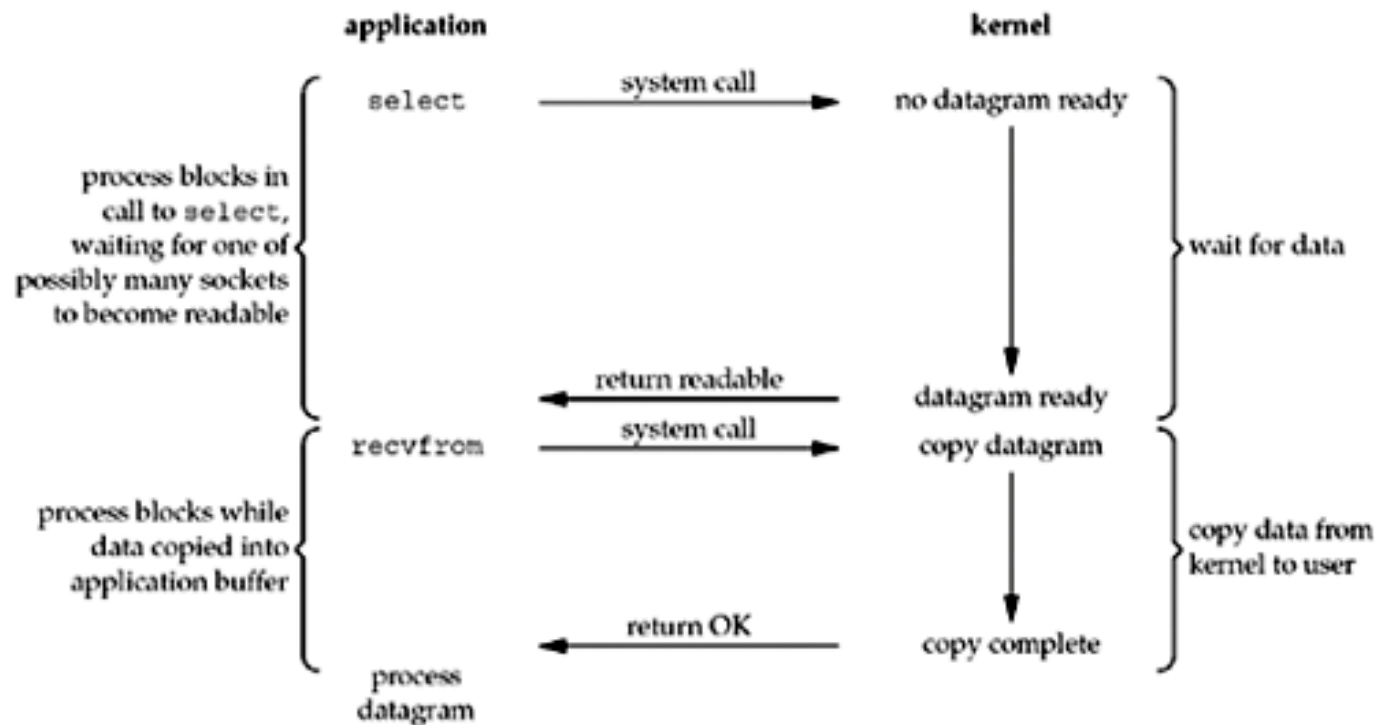 application
kernel
select
system call
no datagram ready
process blocks in
call to select,
waiting for one of
possibly many sockets
to become readable
wait for data
return readable
datagram ready
recvfrom
system call
copy datagram
process blocks while
data copied into
application buffer
copy data from
kernel to user
return OK
copy complete
process
datagram